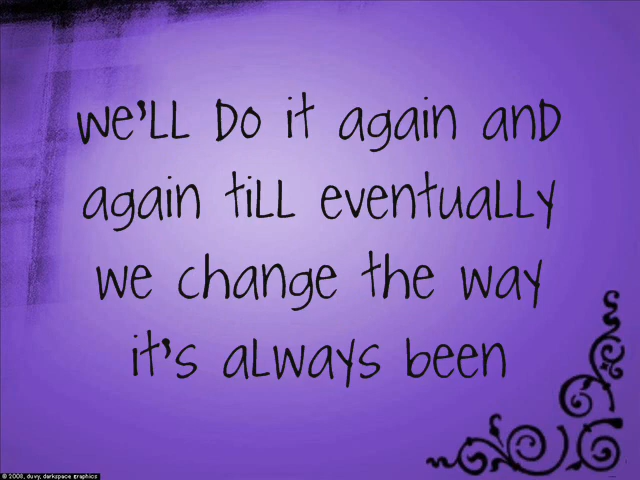 we'll do it again and
again till eventually
we change the way
it's always been
© 2008, duvy, darkspace graphics